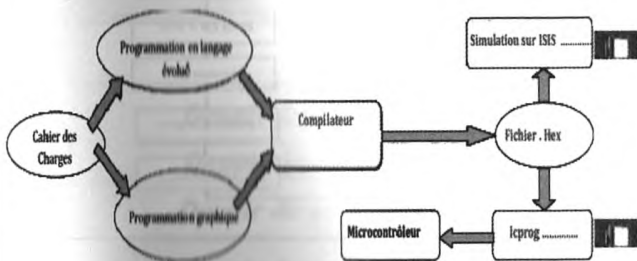 Programmation en langage
évolué
Simulation sur ISIS ............
Cahier des
Charges
Compilateur
Fichier . Hex
Programmation graphique
Microcontrôleur
icprog ..............